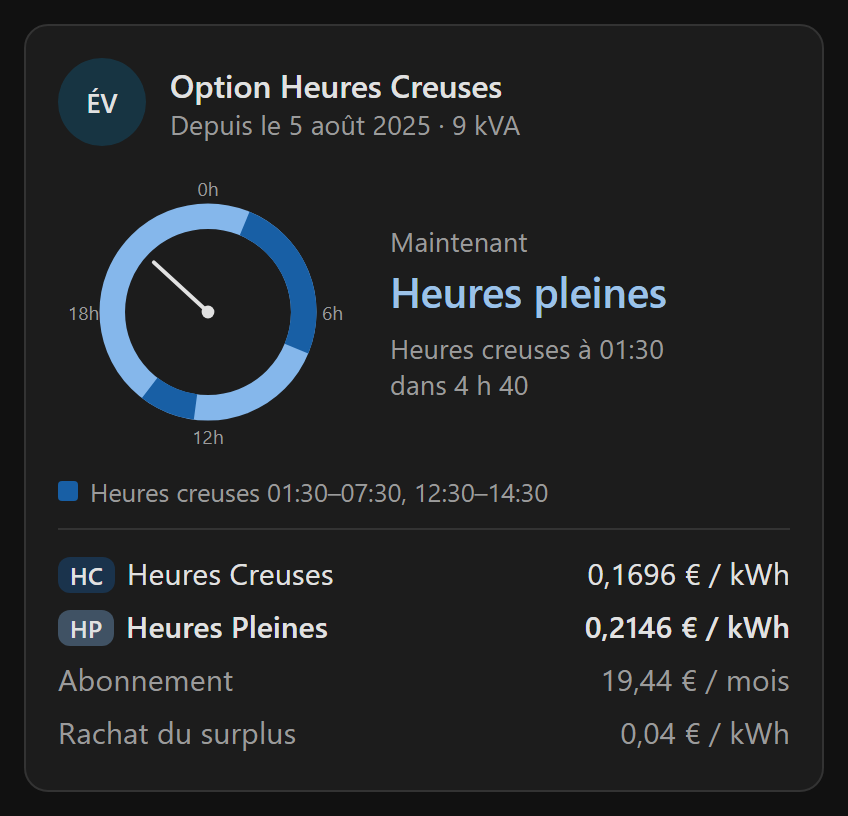 ÉV
Option Heures Creuses
Depuis le 5 août 2025 · 9 kVA
0h
18h
6h
12h
Maintenant
Heures pleines
Heures creuses à 01:30
dans 4 h 40
Heures creuses 01:30–07:30, 12:30–14:30
HC Heures Creuses 0,1696 € / kWh
HP Heures Pleines 0,2146 € / kWh
Abonnement 19,44 € / mois
Rachat du surplus 0,04 € / kWh